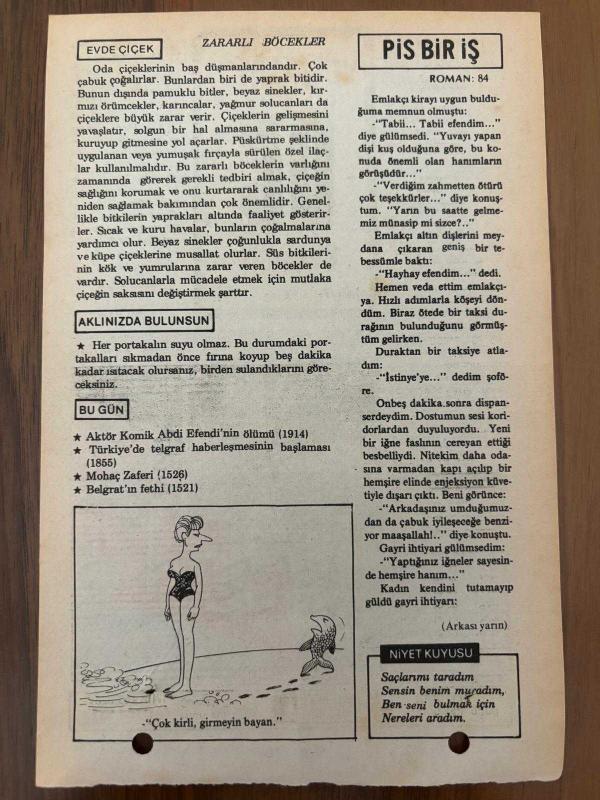 EVDE ÇİÇEK
ZARARLI BÖCEKLER
Oda çiçeklerinin baş düşmanlarındandır. Çok
çabuk çoğalırlar. Bunlardan biri de yaprak bitidir.
Bunun dışında pamuklu bitler, beyaz sinekler, kır-
mızı örümcekler, karıncalar, yağmur solucanları da
çiçeklere büyük zarar verir. Çiçeklerin gelişmesini
yavaşlatır, solgun bir hal almasına sararmasına,
kuruyup gitmesine yol açarlar. Püskürtme şeklinde
uygulanan veya yumuşak fırçayla sürülen özel ilaç-
lar kullanılmalıdır. Bu zararlı böceklerin varlığını
zamanında görerek gerekli tedbiri almak, çiçeğin
sağlığını korumak ve onu kurtararak canlılığını ye-
niden sağlamak bakımından çok önemlidir. Genel-
likle bitkilerin yaprakları altında faaliyet gösterir-
ler. Sıcak ve kuru havalar, bunların çoğalmalarına
yardımcı olur. Beyaz sinekler çoğunlukla sardunya
ve küpe çiçeklerine musallat olurlar. Süs bitkileri-
nin kök ve yumrularına zarar veren böcekler de
vardır. Solucanlarla mücadele etmek için mutlaka
çiçeğin saksısını değiştirmek şarttır.
AKLINIZDA BULUNSUN
★ Her portakalın suyu olmaz. Bu durumdaki por-
takalları sıkmadan önce fırına koyup beş dakika
kadar ısıtacak olursanız, birden sulandıklarını göre-
ceksiniz.
BU GÜN
★ Aktör Komik Abdi Efendi'nin ölümü (1914)
★ Türkiye'de telgraf haberleşmesinin başlaması
(1855)
★ Mohaç Zaferi (1526)
★ Belgrat'ın fethi (1521)
-"Çok kirli, girmeyin bayan."
PİS BİR İŞ
ROMAN: 84
Emlakçı kirayı uygun buldu-
ğuma memnun olmuştu:
-"Tabii... Tabii efendim..."
diye gülümsedi. "Yuvayı yapan
dişi kuş olduğuna göre, bu ko-
nuda önemli olan hanımların
görüşüdür..."
-"Verdiğim zahmetten ötürü
çok teşekkürler..." diye konuş-
tum. "Yarın bu saatte gelme-
miz münasip mi sizce?.."
Emlakçı altın dişlerini mey-
dana çıkaran geniş bir te-
bessümle baktı:
-"Hayhay efendim..." dedi.
Hemen veda ettim emlakçı-
ya. Hızlı adımlarla köşeyi dön-
düm. Biraz ötede bir taksi du-
rağının bulunduğunu görmüş-
tüm gelirken.
Duraktan bir taksiye atla-
dım:
-"İstinye'ye..." dedim şofö-
re.
Onbeş dakika sonra dispan-
serdeydim. Dostumun sesi kori-
dorlardan duyuluyordu. Yeni
bir iğne faslının cereyan ettiği
besbelliydi. Nitekim daha oda-
sına varmadan kapı açılıp bir
hemşire elinde enjeksiyon küve-
tiyle dışarı çıktı. Beni görünce:
-"Arkadaşınız umduğumuz-
dan da çabuk iyileşeceğe benzi-
yor maaşallah!.." diye konuştu.
Gayri ihtiyari gülümsedim:
-"Yaptığınız iğneler sayesin-
de hemşire hanım..."
Kadın kendini tutamayıp
güldü gayri ihtiyarı:
(Arkası yarın)
NİYET KUYUSU
Saçlarımı taradım
Sensin benim muradım,
Ben seni bulmak için
Nereleri aradım.